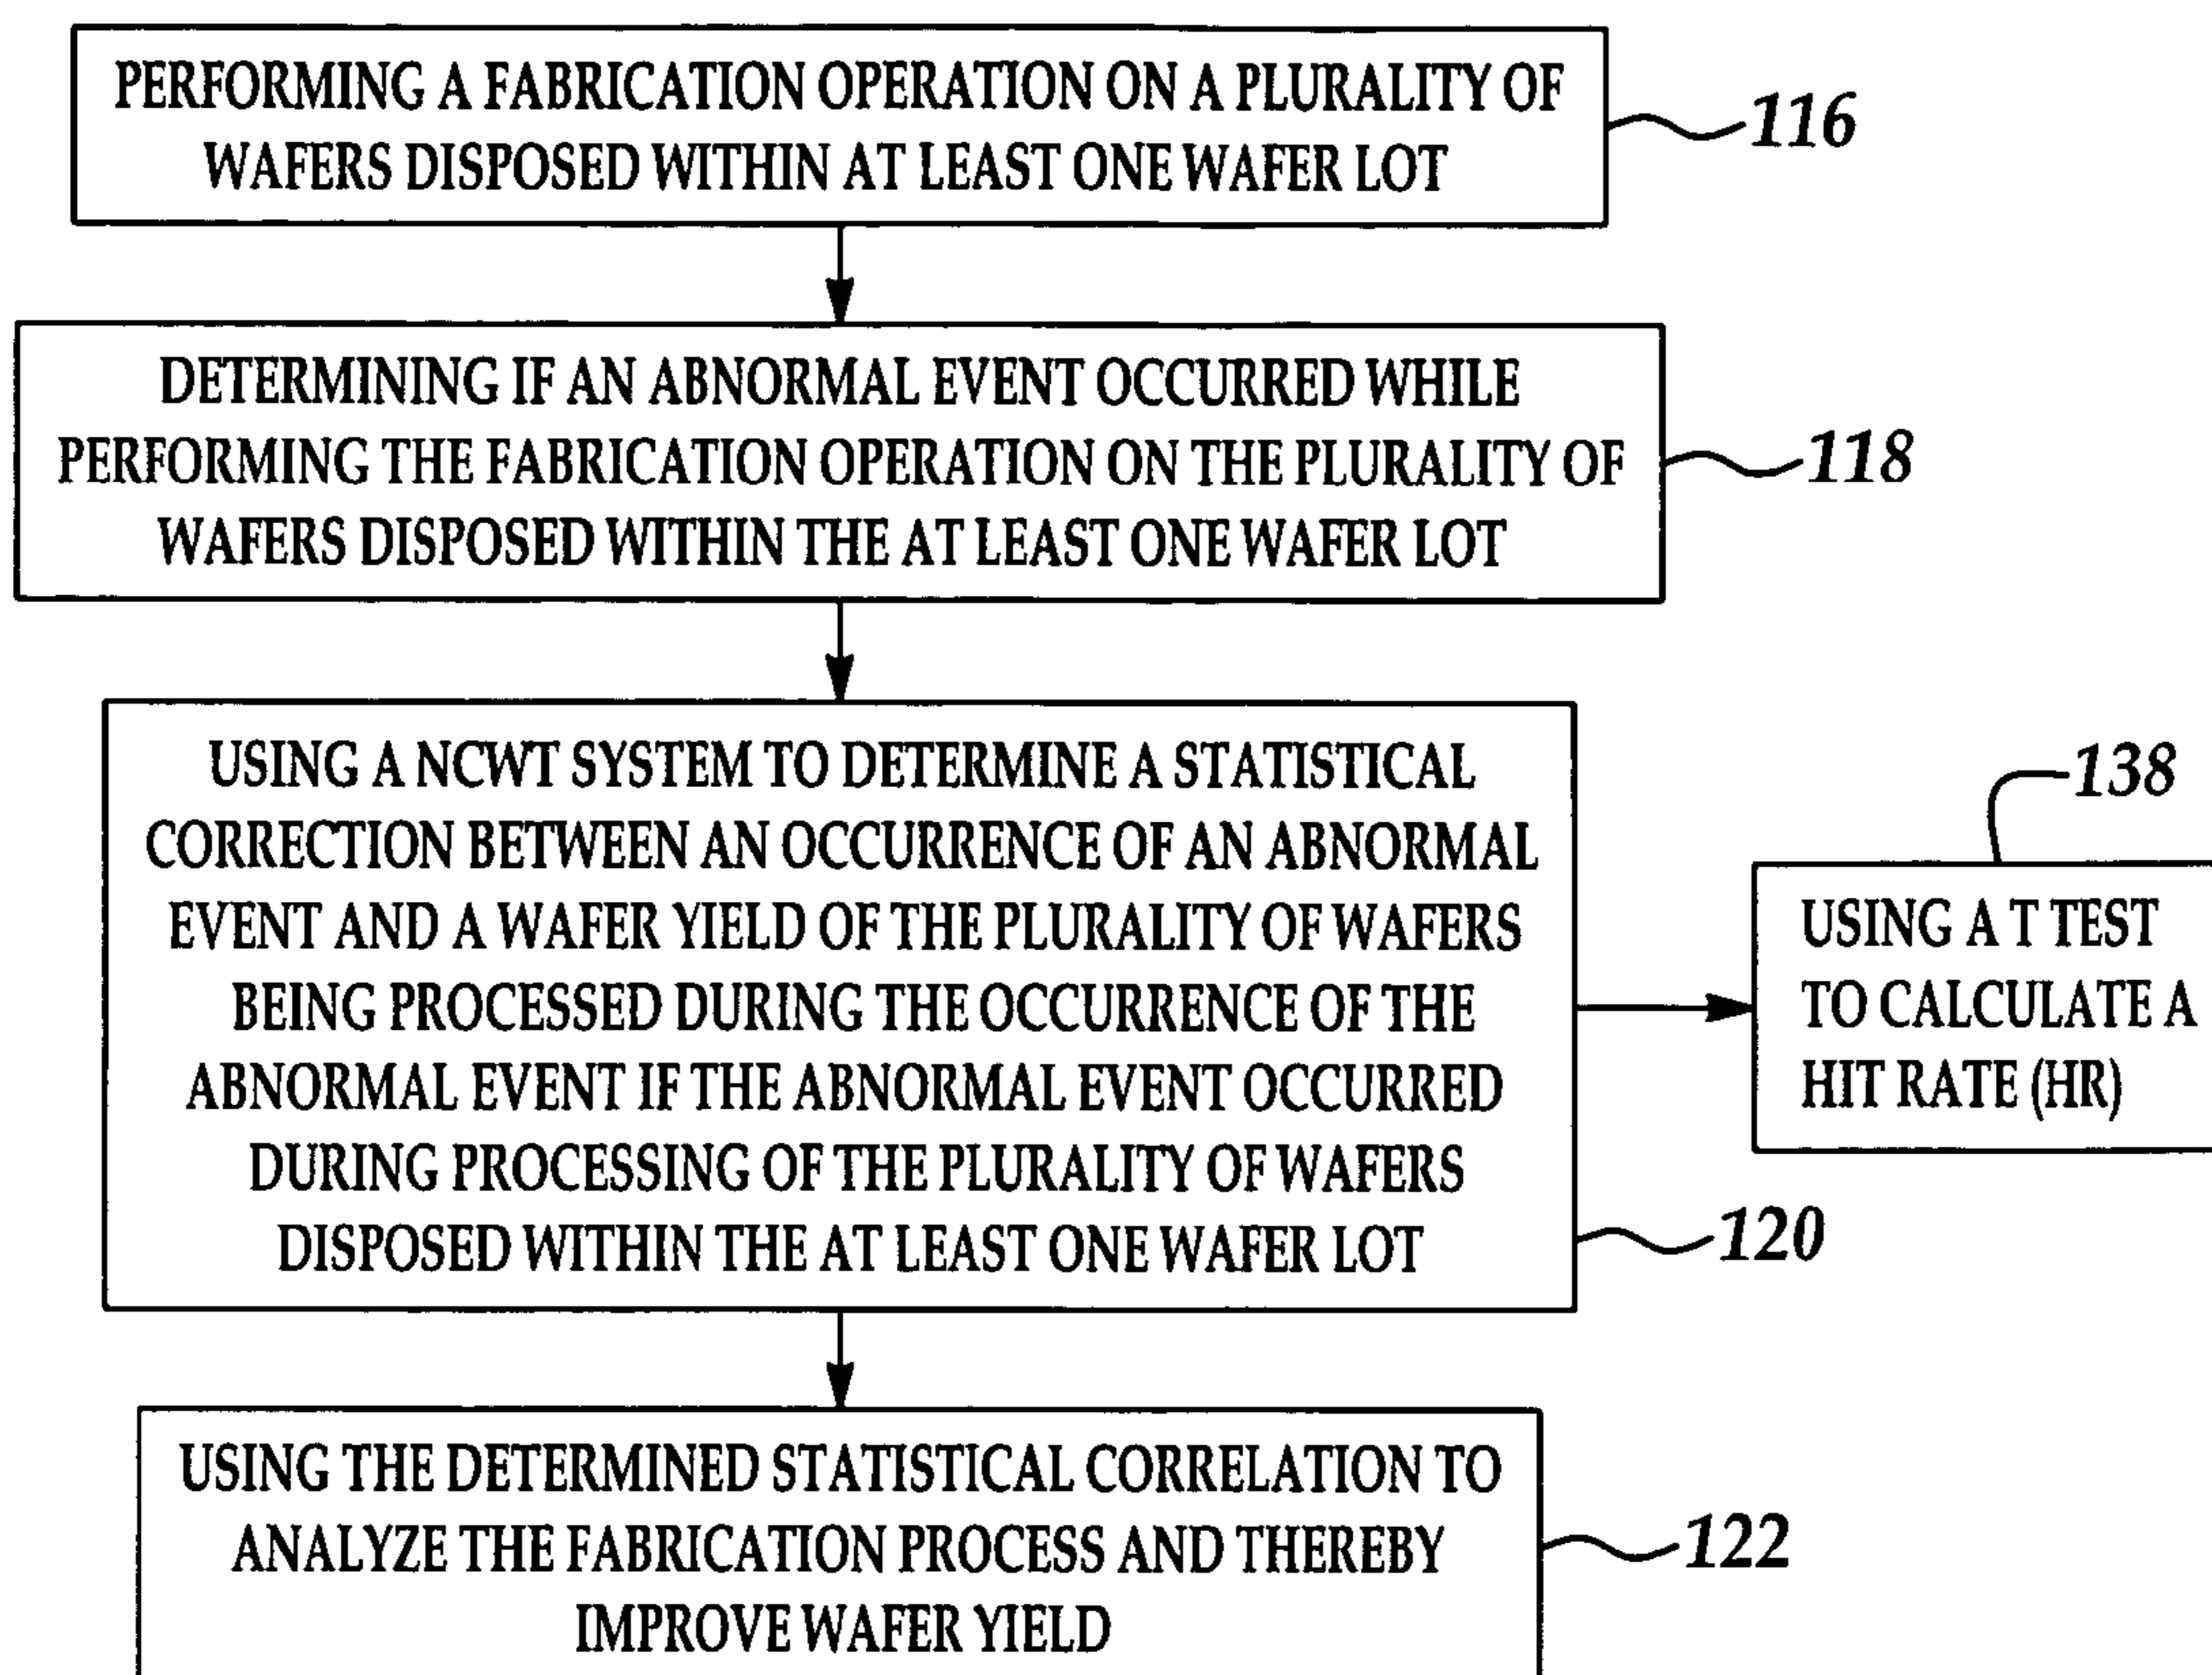 PERFORMING A FABRICATION OPERATION ON A PLURALITY OF
WAFERS DISPOSED WITHIN AT LEAST ONE WAFER LOT
116
DETERMINING IF AN ABNORMAL EVENT OCCURRED WHILE
PERFORMING THE FABRICATION OPERATION ON THE PLURALITY OF
WAFERS DISPOSED WITHIN THE AT LEAST ONE WAFER LOT
118
USING A NCWT SYSTEM TO DETERMINE A STATISTICAL
CORRECTION BETWEEN AN OCCURRENCE OF AN ABNORMAL
EVENT AND A WAFER YIELD OF THE PLURALITY OF WAFERS
BEING PROCESSED DURING THE OCCURRENCE OF THE
ABNORMAL EVENT IF THE ABNORMAL EVENT OCCURRED
DURING PROCESSING OF THE PLURALITY OF WAFERS
DISPOSED WITHIN THE AT LEAST ONE WAFER LOT
120
138
USING A T TEST
TO CALCULATE A
HIT RATE (HR)
USING THE DETERMINED STATISTICAL CORRELATION TO
ANALYZE THE FABRICATION PROCESS AND THEREBY
IMPROVE WAFER YIELD
122